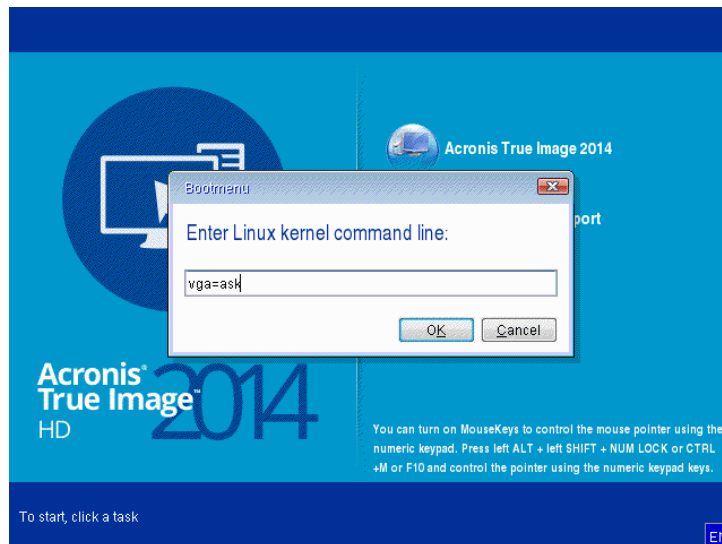 Acronis True Image 2014
Bootmenu
port
Enter Linux kernel command line:
vga=ask
OK
Cancel
Acronis®
True Image™
HD
2014
You can turn on MouseKeys to control the mouse pointer using the
numeric keypad. Press left ALT + left SHIFT + NUM LOCK or CTRL
+M or F10 and control the pointer using the numeric keypad keys.
To start, click a task
EN